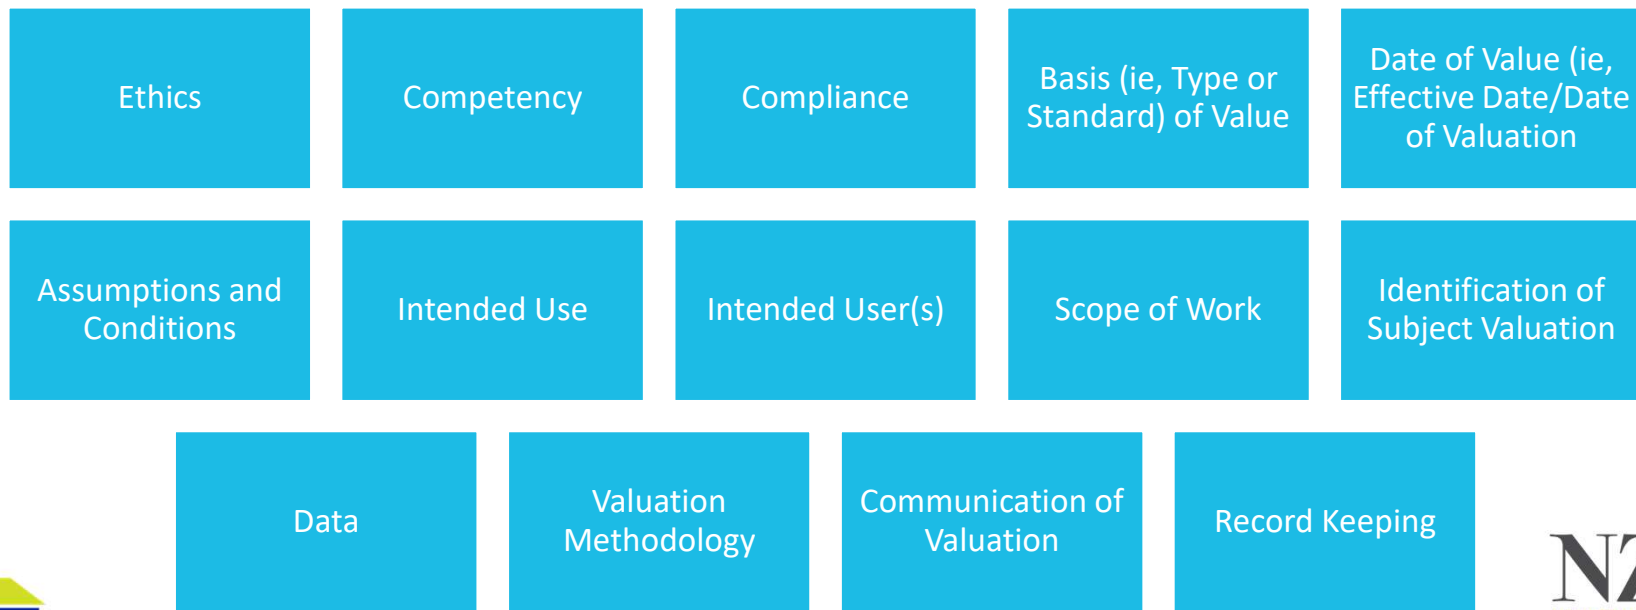 Ethics
Competency
Compliance
Basis (ie, Type or
Standard) of Value
Date of Value (ie,
Effective Date/Date
of Valuation
Assumptions and
Conditions
Intended Use
Intended User(s)
Scope of Work
Identification of
Subject Valuation
Data
Valuation
Methodology
Communication of
Valuation
Record Keeping
NZ